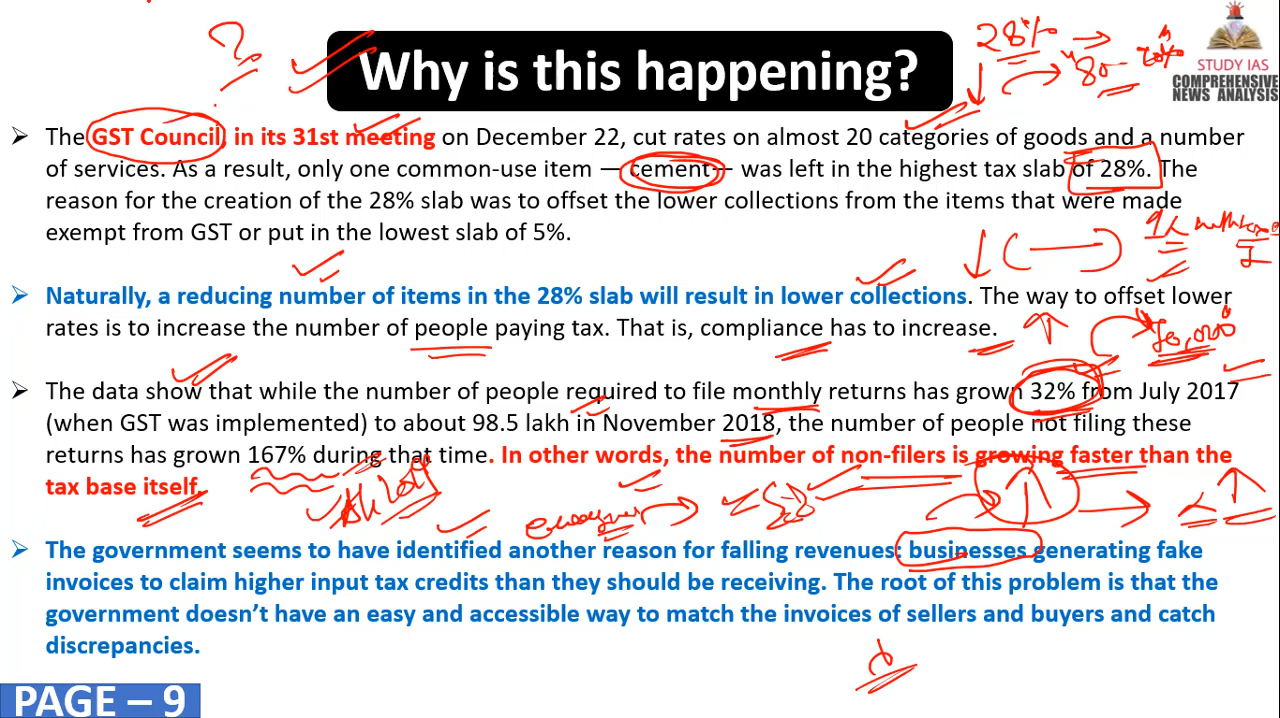 Why is this happening?
28%
STUDY IAS
COMPREHENSIVE
NEWS ANALYSIS
➤ The GST Council, in its 31st meeting on December 22, cut rates on almost 20 categories of goods and a number
of services. As a result, only one common-use item — cement — was left in the highest tax slab of 28%. The
reason for the creation of the 28% slab was to offset the lower collections from the items that were made
exempt from GST or put in the lowest slab of 5%.
➤ Naturally, a reducing number of items in the 28% slab will result in lower collections. The way to offset lower
rates is to increase the number of people paying tax. That is, compliance has to increase.
➤ The data show that while the number of people required to file monthly returns has grown 32% from July 2017
(when GST was implemented) to about 98.5 lakh in November 2018, the number of people not filing these
returns has grown 167% during that time. In other words, the number of non-filers is growing faster than the
tax base itself.
➤ The government seems to have identified another reason for falling revenues: businesses generating fake
invoices to claim higher input tax credits than they should be receiving. The root of this problem is that the
government doesn't have an easy and accessible way to match the invoices of sellers and buyers and catch
discrepancies.
PAGE – 9